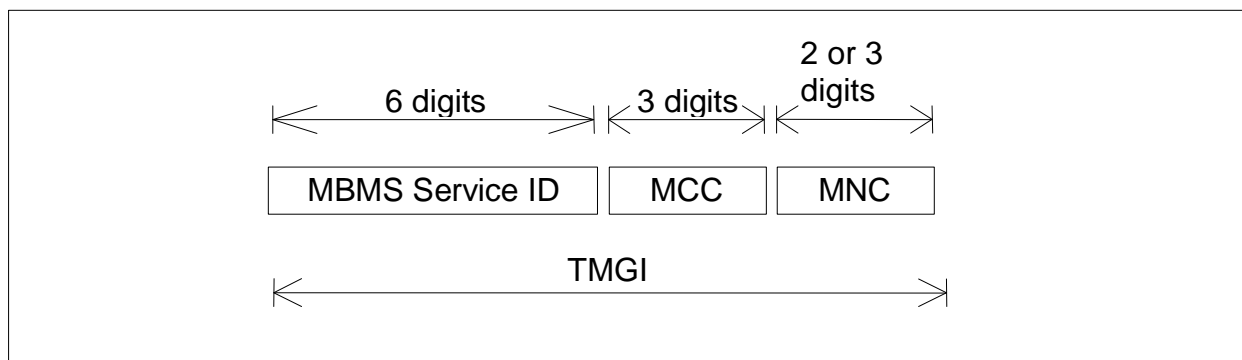 2 or 3
digits
6 digits
3 digits
MBMS Service ID
MCC
MNC
TMGI